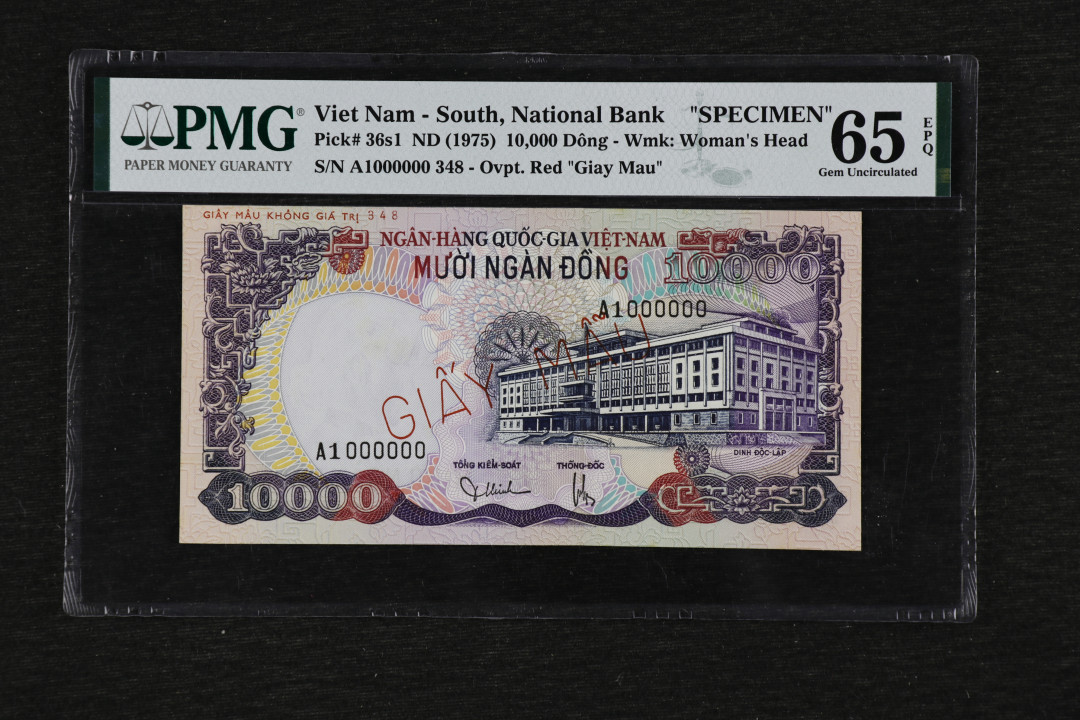 PMG®
PAPER MONEY GUARANTY
Viet Nam - South, National Bank "SPECIMEN"
Pick# 36s1 ND (1975) 10,000 Dông - Wmk: Woman's Head
S/N A1000000 348 - Ovpt. Red "Giay Mau"
65
EPQ
Gem Uncirculated
GIẤY MẪU KHÔNG GIÁ TRỊ 348
NGÂN-HÀNG QUỐC-GIA VIỆT-NAM
MƯỜI NGÀN ĐỒNG
10000
A1000000
GIẤY MẪU
A1000000
DINH ĐỘC-LẬP
TỔNG KIỂM-SOÁT THỐNG-ĐỐC
10000